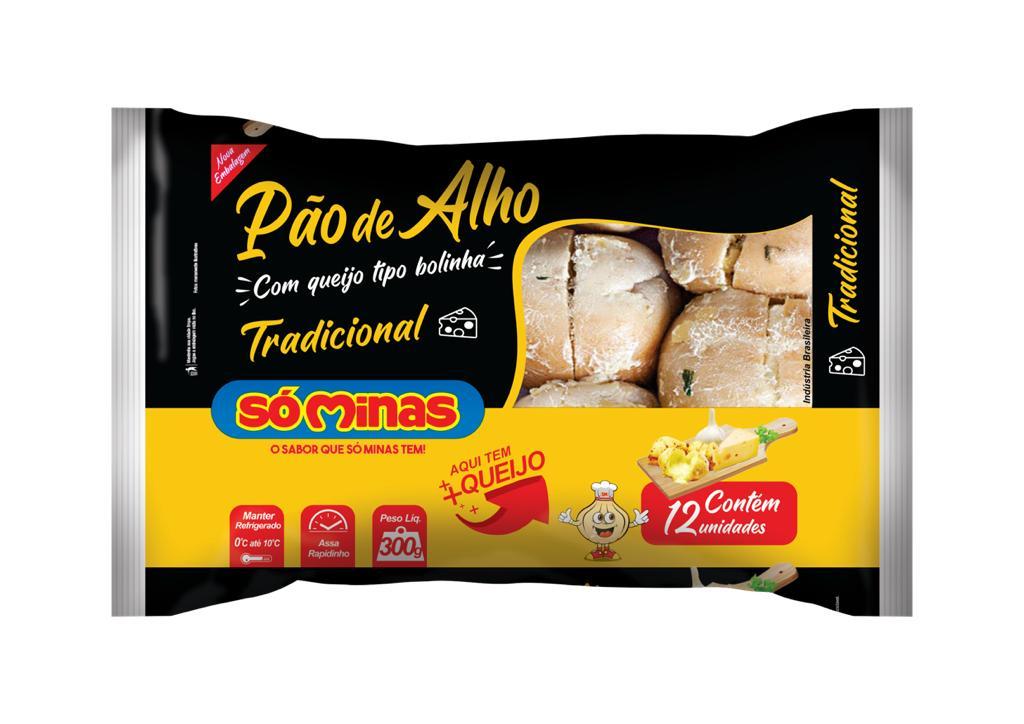 Nova
Embalagem
Pão de Alho
Com queijo tipo bolinha
Tradicional
só minas
O SABOR QUE SÓ MINAS TEM!
AQUI TEM
+QUEIJO
Manter
Refrigerado
0°C até 10°C
Assa
Rapidinho
Peso Líq.
300g
Contém
12 unidades
Indústria Brasileira
Tradicional